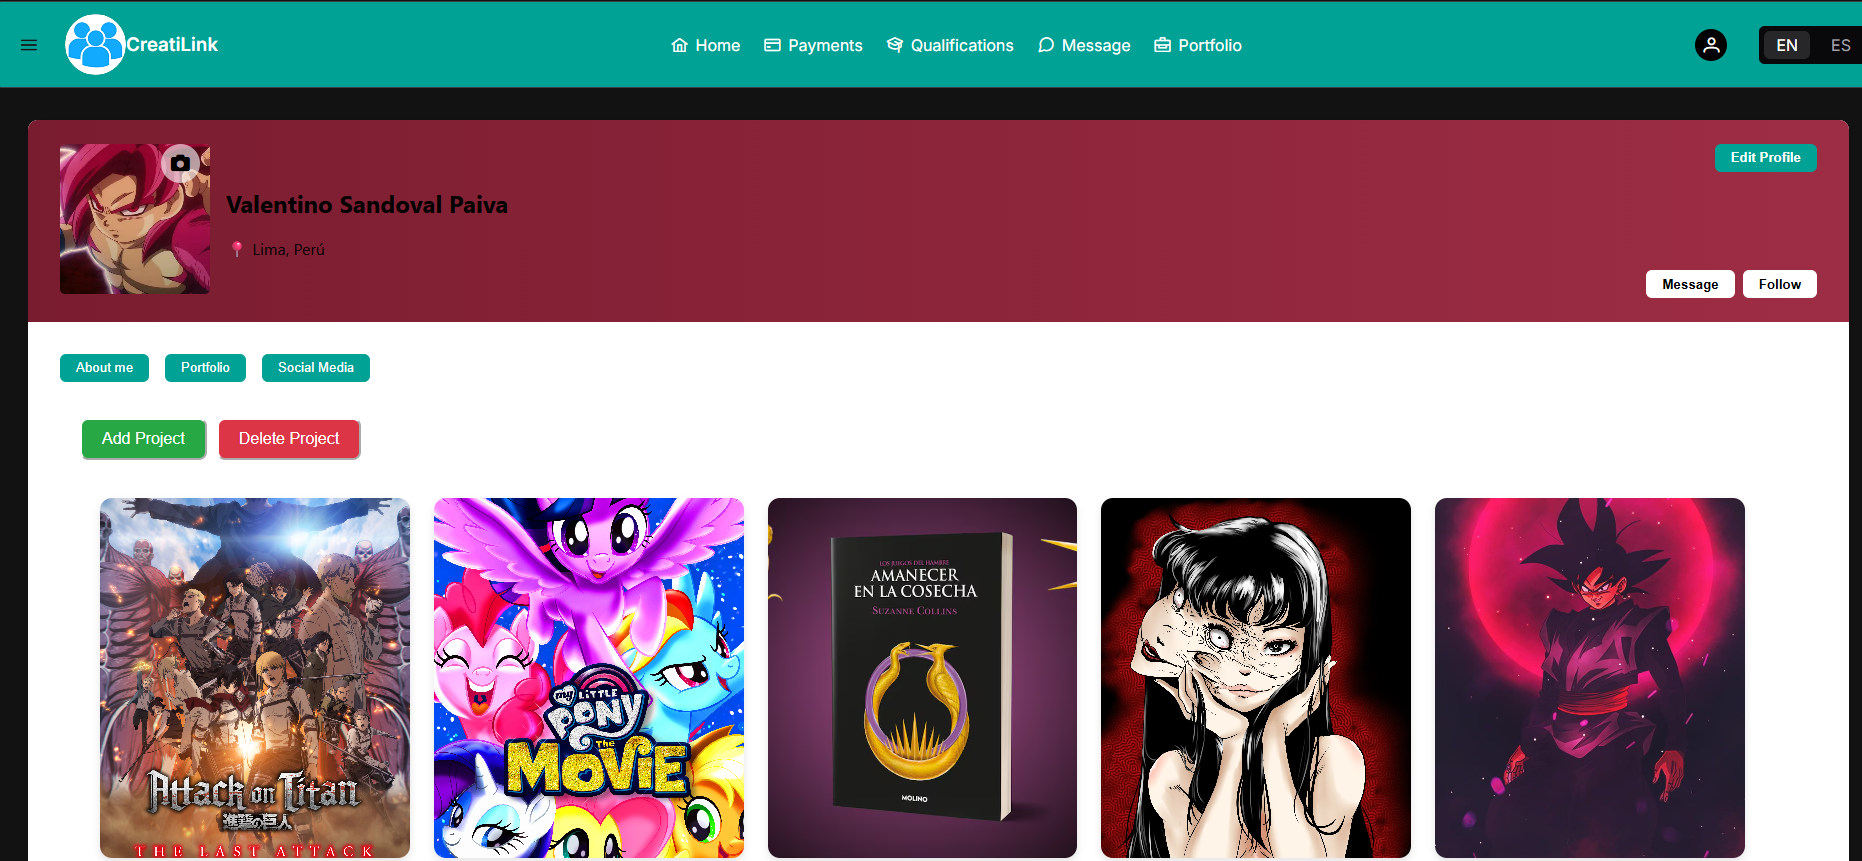 CreatiLink
Home
Payments
Qualifications
Message
Portfolio
EN
ES
Edit Profile
Valentino Sandoval Paiva
Lima, Perú
Message
Follow
About me
Portfolio
Social Media
Add Project
Delete Project
Attack on Titan
進撃の巨人
THE LAST ATTACK
my LITTLE
PONY
The
MOVIE
LOS JUEGOS DEL HAMBRE
AMANECER
EN LA COSECHA
SUZANNE COLLINS
MOLINO